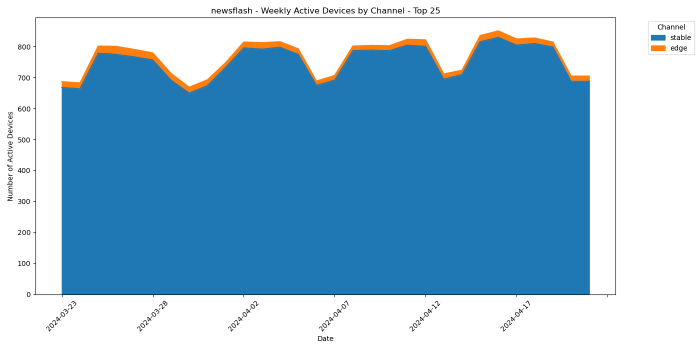 newsflash - Weekly Active Devices by Channel - Top 25
Channel
stable
edge
Number of Active Devices
800
700
600
500
400
300
200
100
0
2024-03-23
2024-03-28
2024-04-02
2024-04-07
2024-04-12
2024-04-17
Date